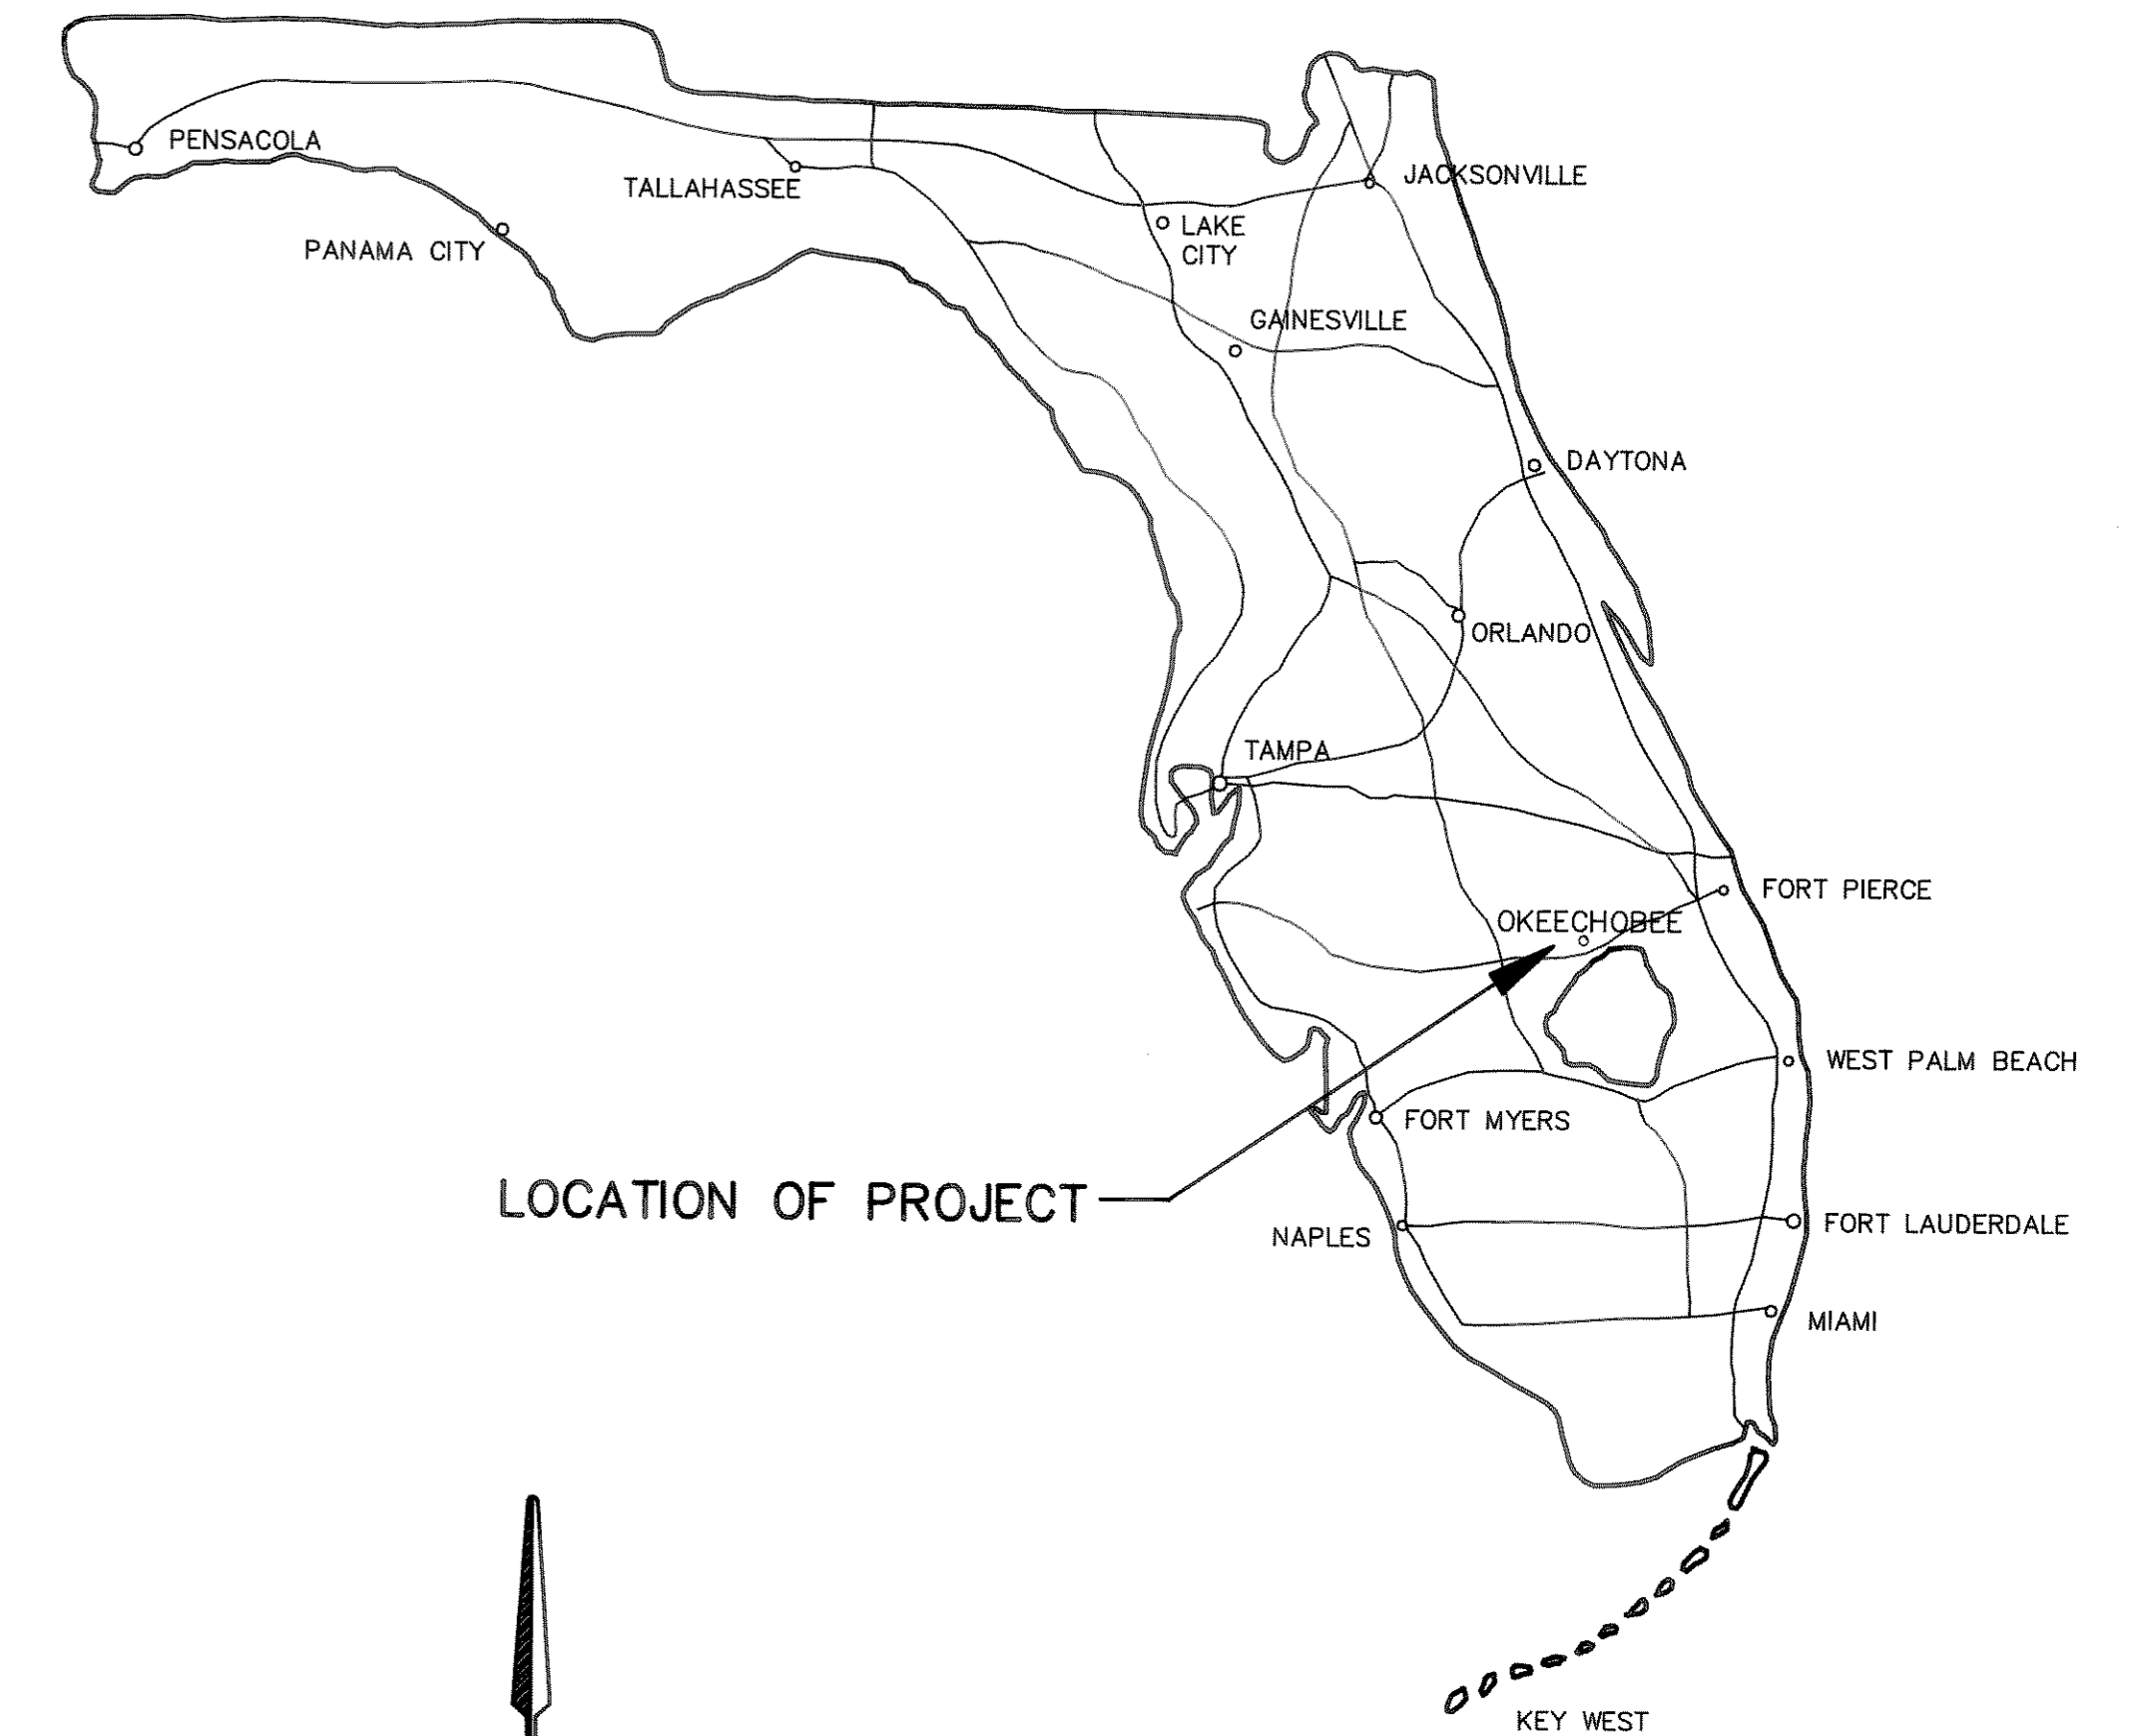 PENSACOLA
TALLAHASSEE
JACKSONVILLE
PANAMA CITY
LAKE
CITY
GAINESVILLE
DAYTONA
ORLANDO
TAMPA
FORT PIERCE
OKEECHOBEE
WEST PALM BEACH
FORT MYERS
LOCATION OF PROJECT
NAPLES
FORT LAUDERDALE
MIAMI
KEY WEST